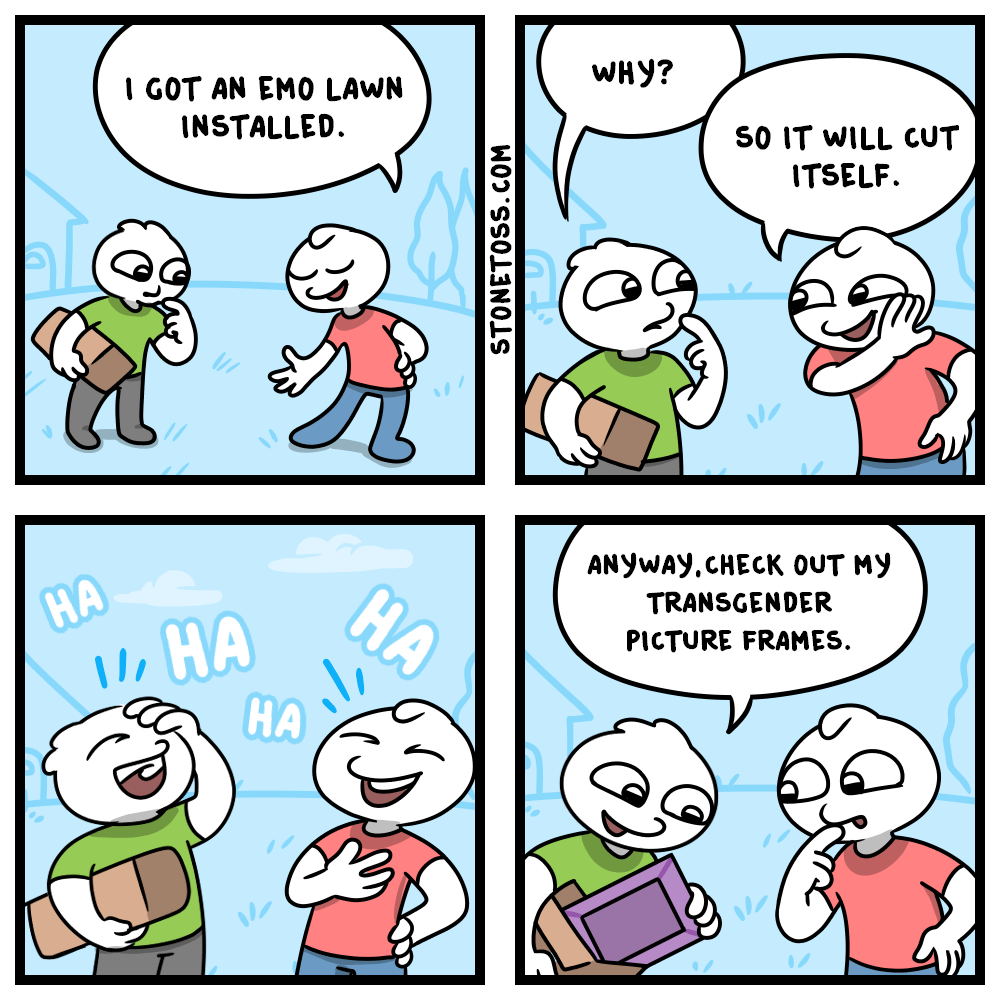 I GOT AN EMO LAWN
INSTALLED.
STONETOSS.COM
WHY?
SO IT WILL CUT
ITSELF.
HA
HA
HA
HA
ANYWAY, CHECK OUT MY
TRANSGENDER
PICTURE FRAMES.